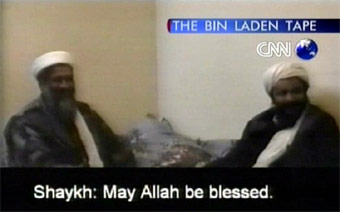 THE BIN LADEN TAPE
CNN
Shaykh: May Allah be blessed.